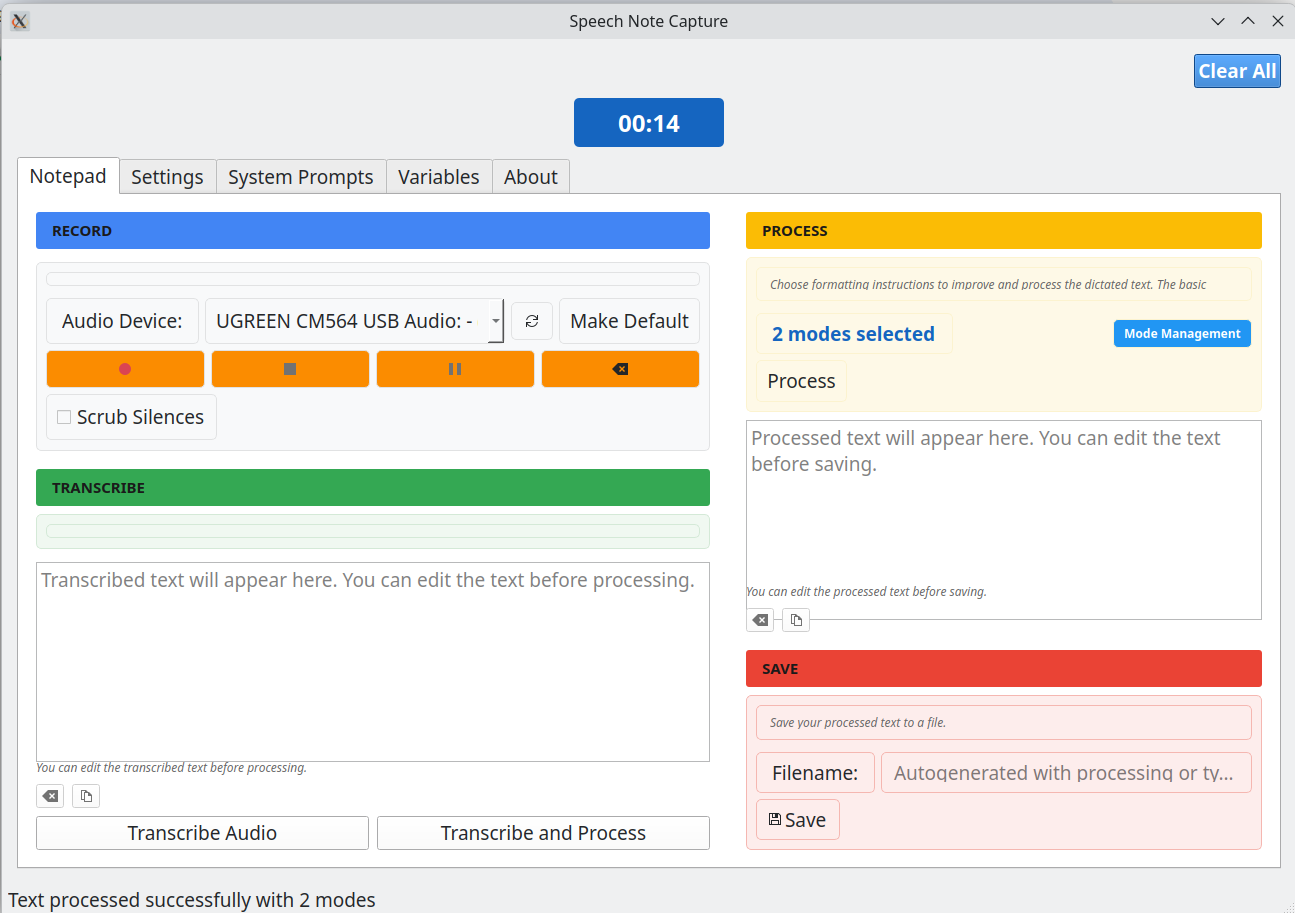 Speech Note Capture
Clear All
00:14
Notepad
Settings
System Prompts
Variables
About
RECORD
Audio Device:
UGREEN CM564 USB Audio: -
Make Default
Scrub Silences
TRANSCRIBE
Transcribed text will appear here. You can edit the text before processing.
You can edit the transcribed text before processing.
Transcribe Audio
Transcribe and Process
PROCESS
Choose formatting instructions to improve and process the dictated text. The basic
2 modes selected
Mode Management
Process
Processed text will appear here. You can edit the text
before saving.
You can edit the processed text before saving.
SAVE
Save your processed text to a file.
Filename:
Autogenerated with processing or ty...
Save
Text processed successfully with 2 modes